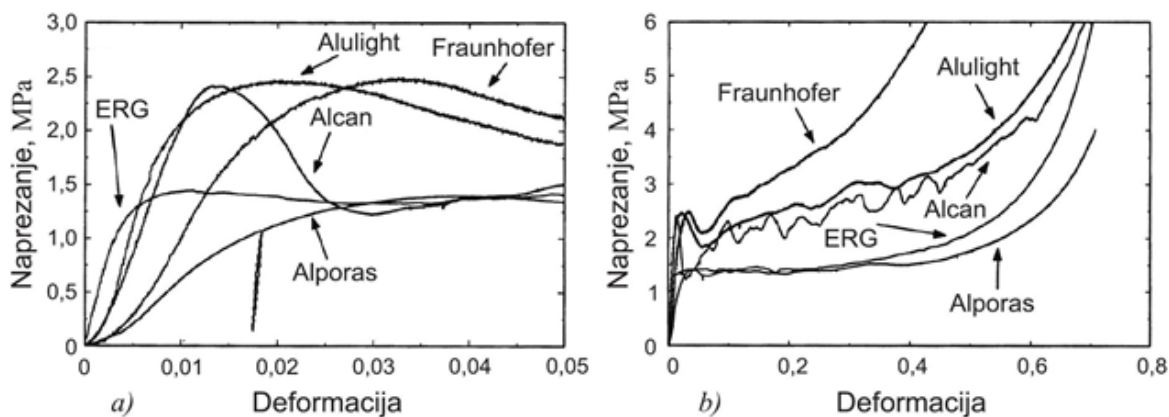 3,0
2,5
2,0
1,5
1,0
0,5
0
Naprezanje, MPa
Alulight
Fraunhofer
ERG
Alcan
Alporas
0 0,01 0,02 0,03 0,04 0,05
a) Deformacija
6
5
4
3
2
1
0
Naprezanje, MPa
Alulight
Fraunhofer
Alcan
ERG
Alporas
0 0,2 0,4 0,6 0,8
b) Deformacija